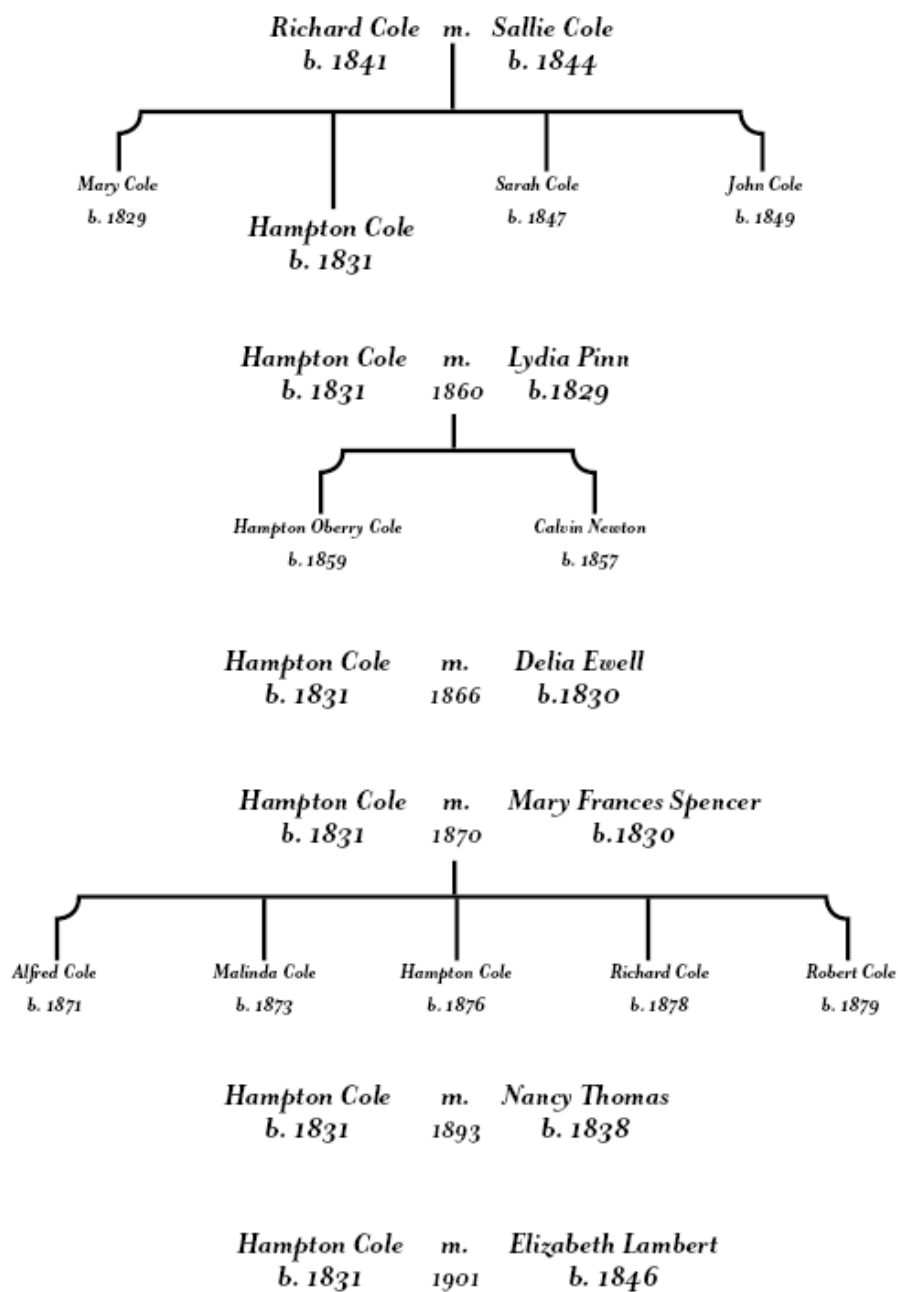 Richard Cole m. Sallie Cole
b. 1841 b. 1844
Mary Cole Sarah Cole John Cole
b. 1829 b. 1847 b. 1849
Hampton Cole
b. 1831
Hampton Cole m. Lydia Pinn
b. 1831 1860 b.1829
Hampton Oberry Cole Calvin Newton
b. 1859 b. 1857
Hampton Cole m. Delia Ewell
b. 1831 1866 b.1830
Hampton Cole m. Mary Frances Spencer
b. 1831 1870 b.1830
Alfred Cole Malinda Cole Hampton Cole Richard Cole Robert Cole
b. 1871 b. 1873 b. 1876 b. 1878 b. 1879
Hampton Cole m. Nancy Thomas
b. 1831 1893 b. 1838
Hampton Cole m. Elizabeth Lambert
b. 1831 1901 b. 1846